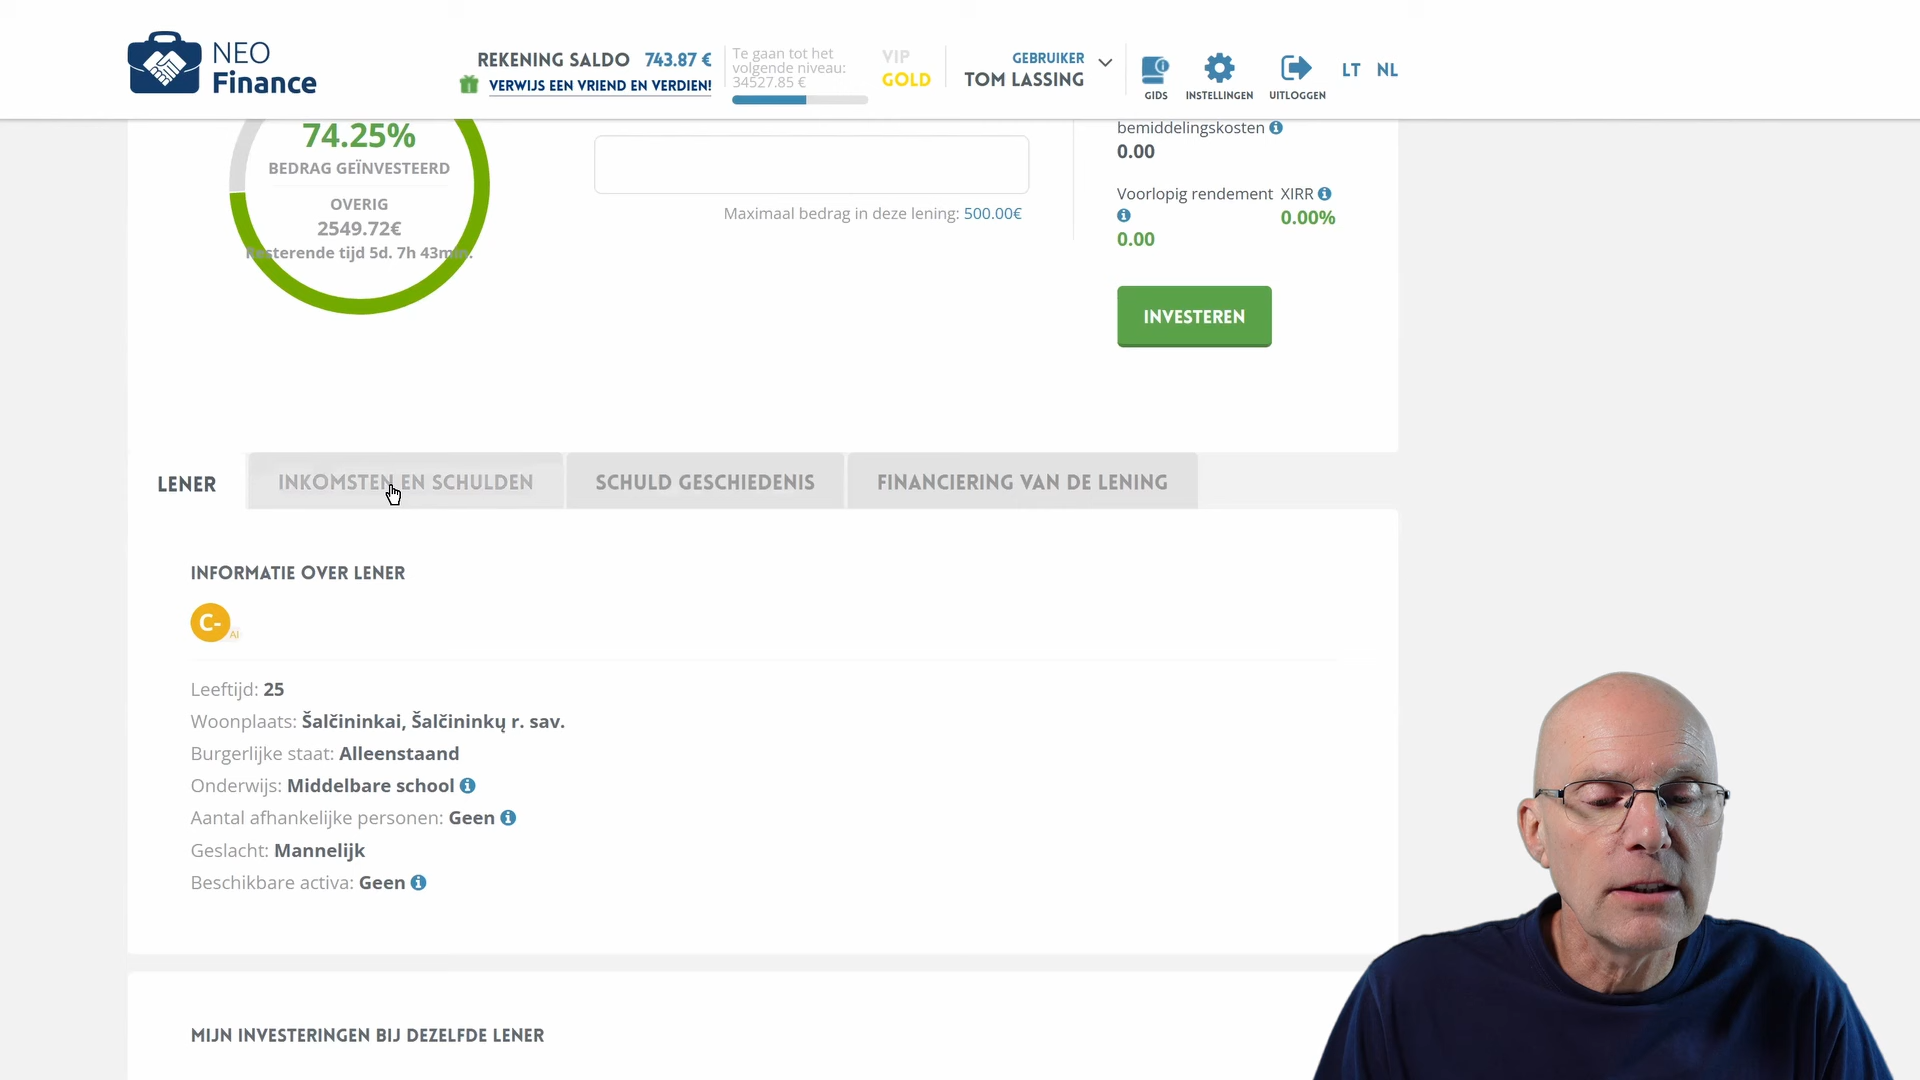 NEO
Finance
REKENING SALDO 743.87 €
VERWIJS EEN VRIEND EN VERDIEN!
Te gaan tot het
volgende niveau:
34527.85 €
VIP
GOLD
GEBRUIKER
TOM LASSING
GIDS
INSTELLINGEN
UITLOGGEN
LT NL
74.25%
BEDRAG GEÏNVESTEERD
OVERIG
2549.72€
Resterende tijd 5d. 7h 43min.
Maximaal bedrag in deze lening: 500.00€
bemiddelingskosten
0.00
Voorlopig rendement
0.00
XIRR
0.00%
INVESTEREN
LENER
INKOMSTEN EN SCHULDEN
SCHULD GESCHIEDENIS
FINANCIERING VAN DE LENING
INFORMATIE OVER LENER
C- AI
Leeftijd: 25
Woonplaats: Šalčininkai, Šalčininkų r. sav.
Burgerlijke staat: Alleenstaand
Onderwijs: Middelbare school
Aantal afhankelijke personen: Geen
Geslacht: Mannelijk
Beschikbare activa: Geen
MIJN INVESTERINGEN BIJ DEZELFDE LENER